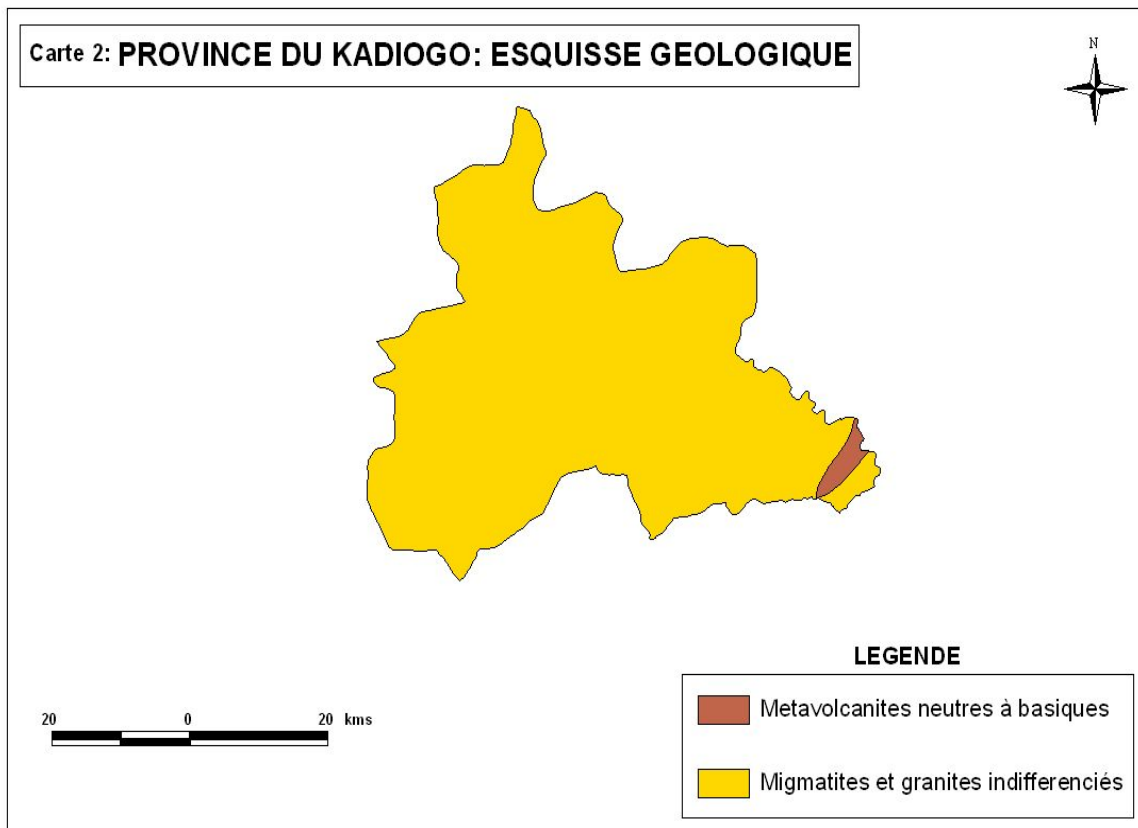 Carte 2: PROVINCE DU KADIOGO: ESQUISSE GEOLOGIQUE
N
LEGENDE
Metavolcanites neutres à basiques
Migmatites et granites indifferenciés
20 0 20 kms